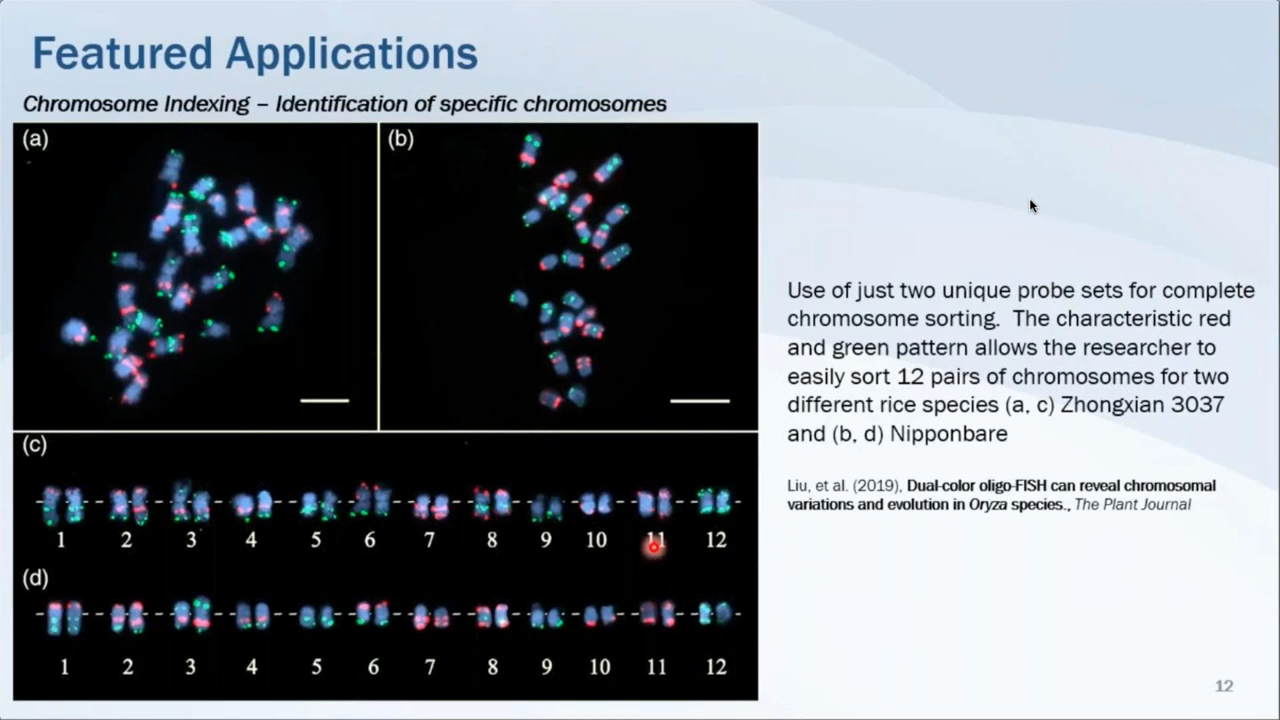 Featured Applications
Chromosome Indexing – Identification of specific chromosomes
(a)
(b)
(c)
1 2 3 4 5 6 7 8 9 10 11 12
(d)
1 2 3 4 5 6 7 8 9 10 11 12
Use of just two unique probe sets for complete
chromosome sorting. The characteristic red
and green pattern allows the researcher to
easily sort 12 pairs of chromosomes for two
different rice species (a, c) Zhongxian 3037
and (b, d) Nipponbare
Liu, et al. (2019), Dual-color oligo-FISH can reveal chromosomal
variations and evolution in Oryza species., The Plant Journal
12